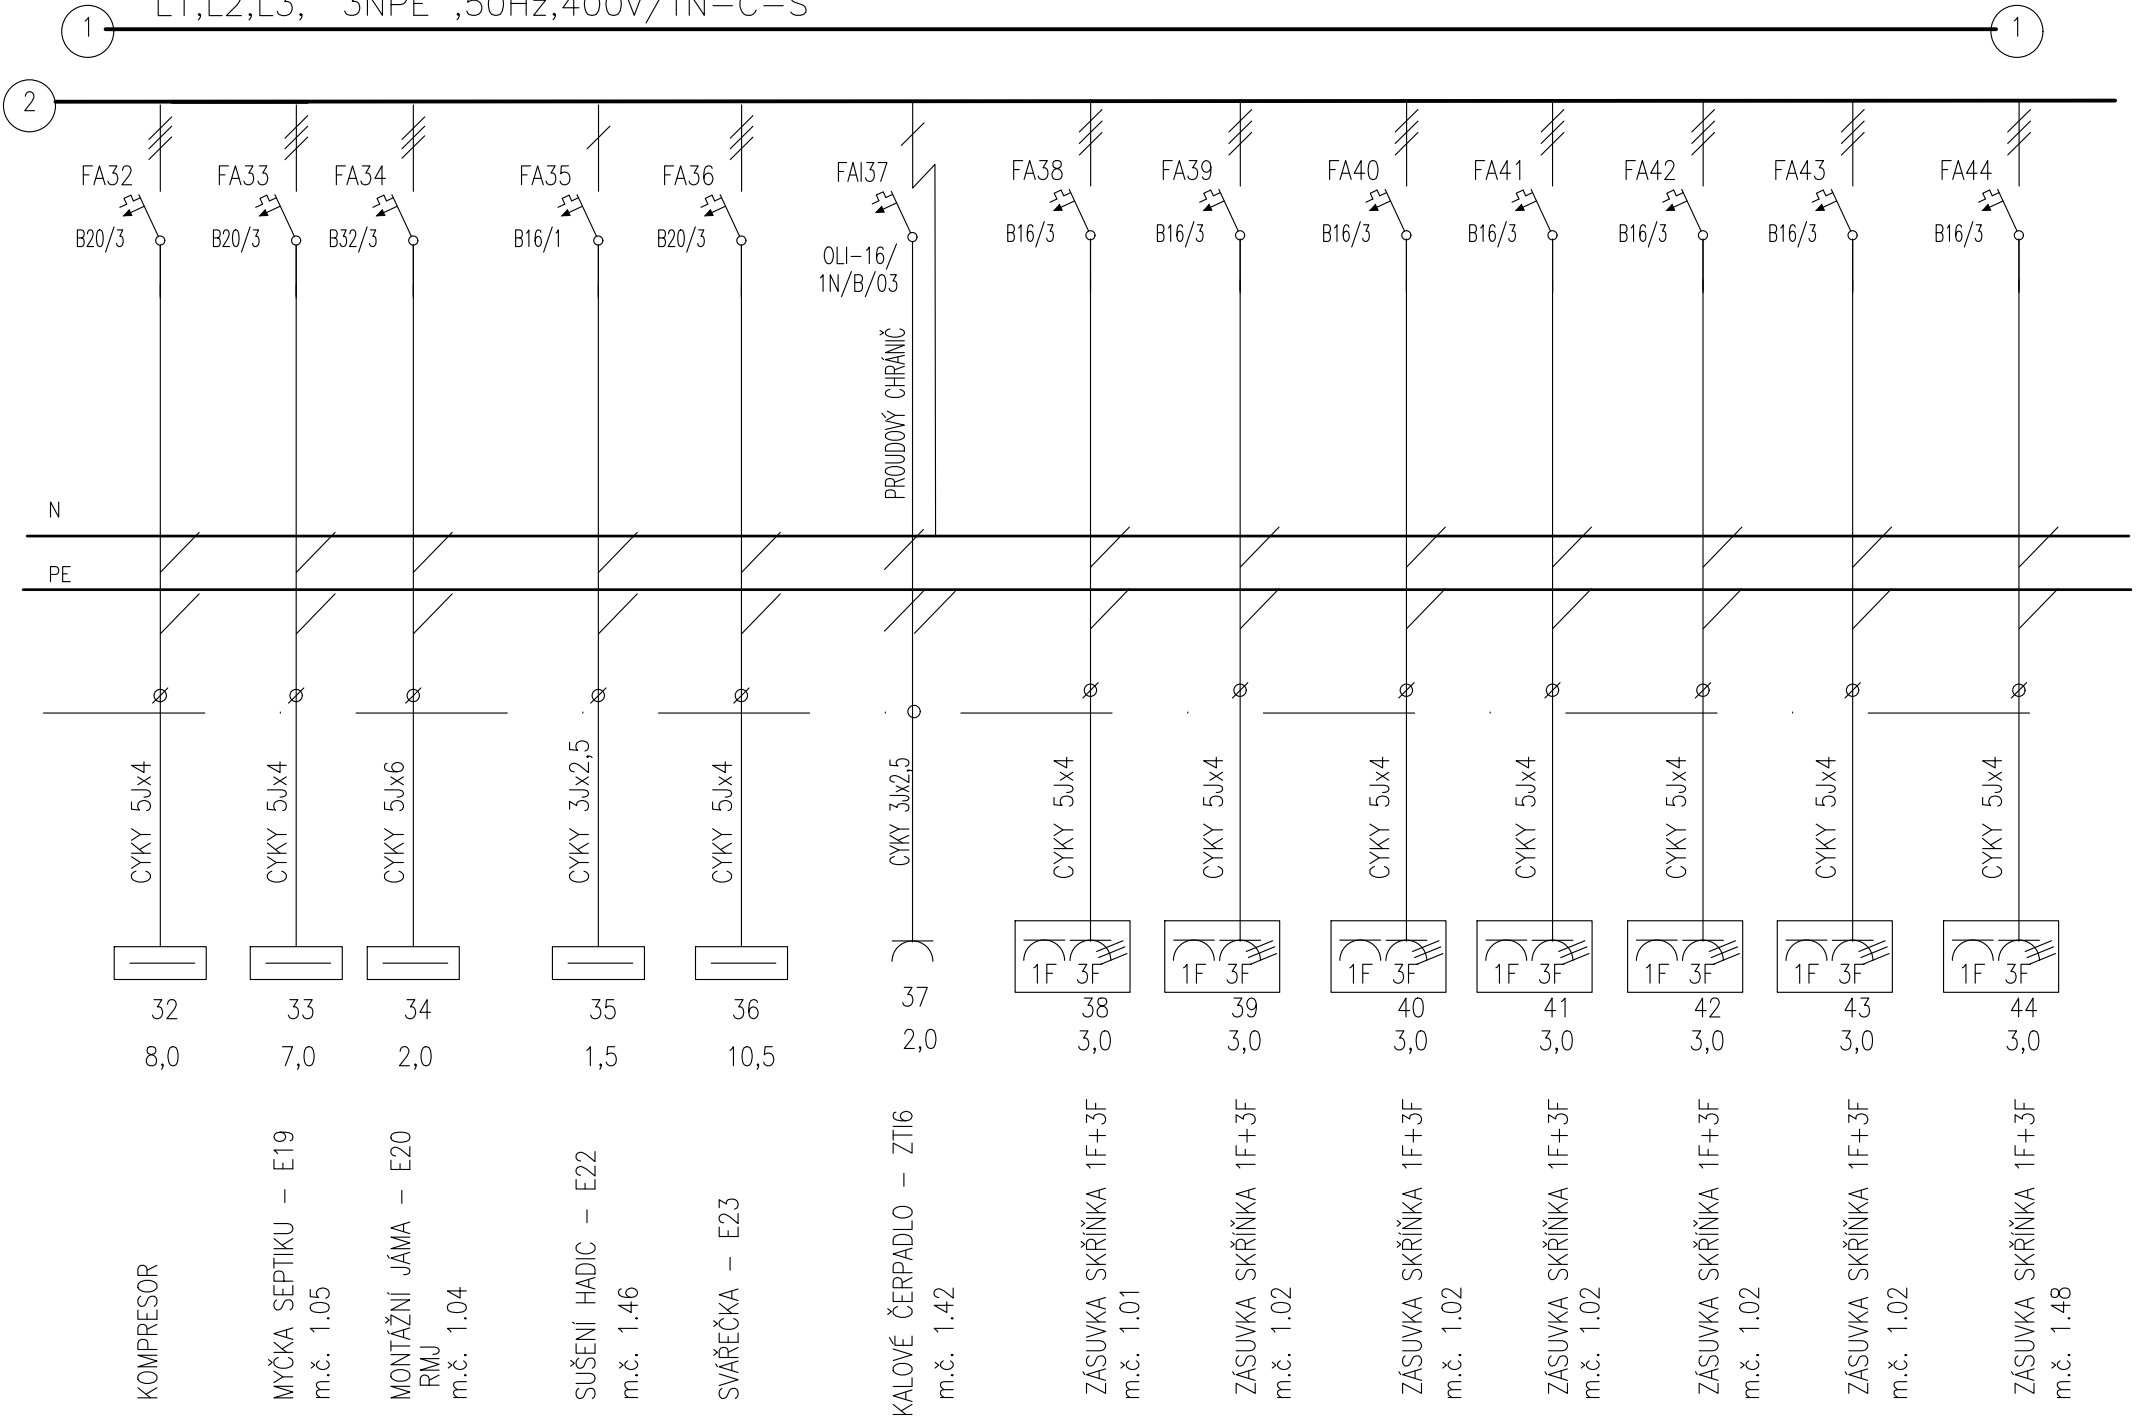 L1,L2,L3, 3NPE ,50Hz,400V/TN-C-S
1 1
2
FA32 FA33 FA34 FA35 FA36 FAI37 FA38 FA39 FA40 FA41 FA42 FA43 FA44
B20/3 B20/3 B32/3 B16/1 B20/3 OLI-16/ B16/3 B16/3 B16/3 B16/3 B16/3 B16/3 B16/3
1N/B/03
PROUDOVÝ CHRÁNIČ
N
PE
CYKY 5Jx4
CYKY 5Jx4
CYKY 5Jx6
CYKY 3Jx2,5
CYKY 5Jx4
CYKY 3Jx2,5
CYKY 5Jx4
CYKY 5Jx4
CYKY 5Jx4
CYKY 5Jx4
CYKY 5Jx4
CYKY 5Jx4
CYKY 5Jx4
1F 3F 1F 3F 1F 3F 1F 3F 1F 3F 1F 3F 1F 3F
32 33 34 35 36 37 38 39 40 41 42 43 44
8,0 7,0 2,0 1,5 10,5 2,0 3,0 3,0 3,0 3,0 3,0 3,0 3,0
KOMPRESOR
MYČKA SEPTIKU - E19
m.č. 1.05
MONTÁŽNÍ JÁMA - E20
RMJ
m.č. 1.04
SUŠENÍ HADIC - E22
m.č. 1.46
SVÁŘEČKA - E23
KALOVÉ ČERPADLO - ZTI6
m.č. 1.42
ZÁSUVKA SKŘÍŇKA 1F+3F
m.č. 1.01
ZÁSUVKA SKŘÍŇKA 1F+3F
m.č. 1.02
ZÁSUVKA SKŘÍŇKA 1F+3F
m.č. 1.02
ZÁSUVKA SKŘÍŇKA 1F+3F
m.č. 1.02
ZÁSUVKA SKŘÍŇKA 1F+3F
m.č. 1.02
ZÁSUVKA SKŘÍŇKA 1F+3F
m.č. 1.02
ZÁSUVKA SKŘÍŇKA 1F+3F
m.č. 1.48